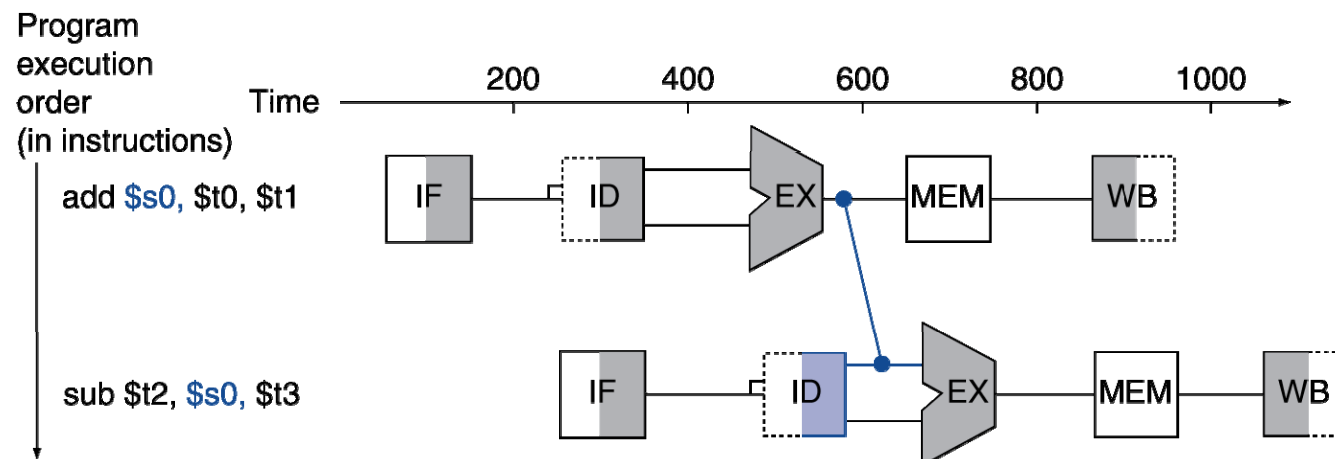 Program
execution
order
(in instructions)
Time
200 400 600 800 1000
add $s0, $t0, $t1
IF ID EX MEM WB
sub $t2, $s0, $t3
IF ID EX MEM WB